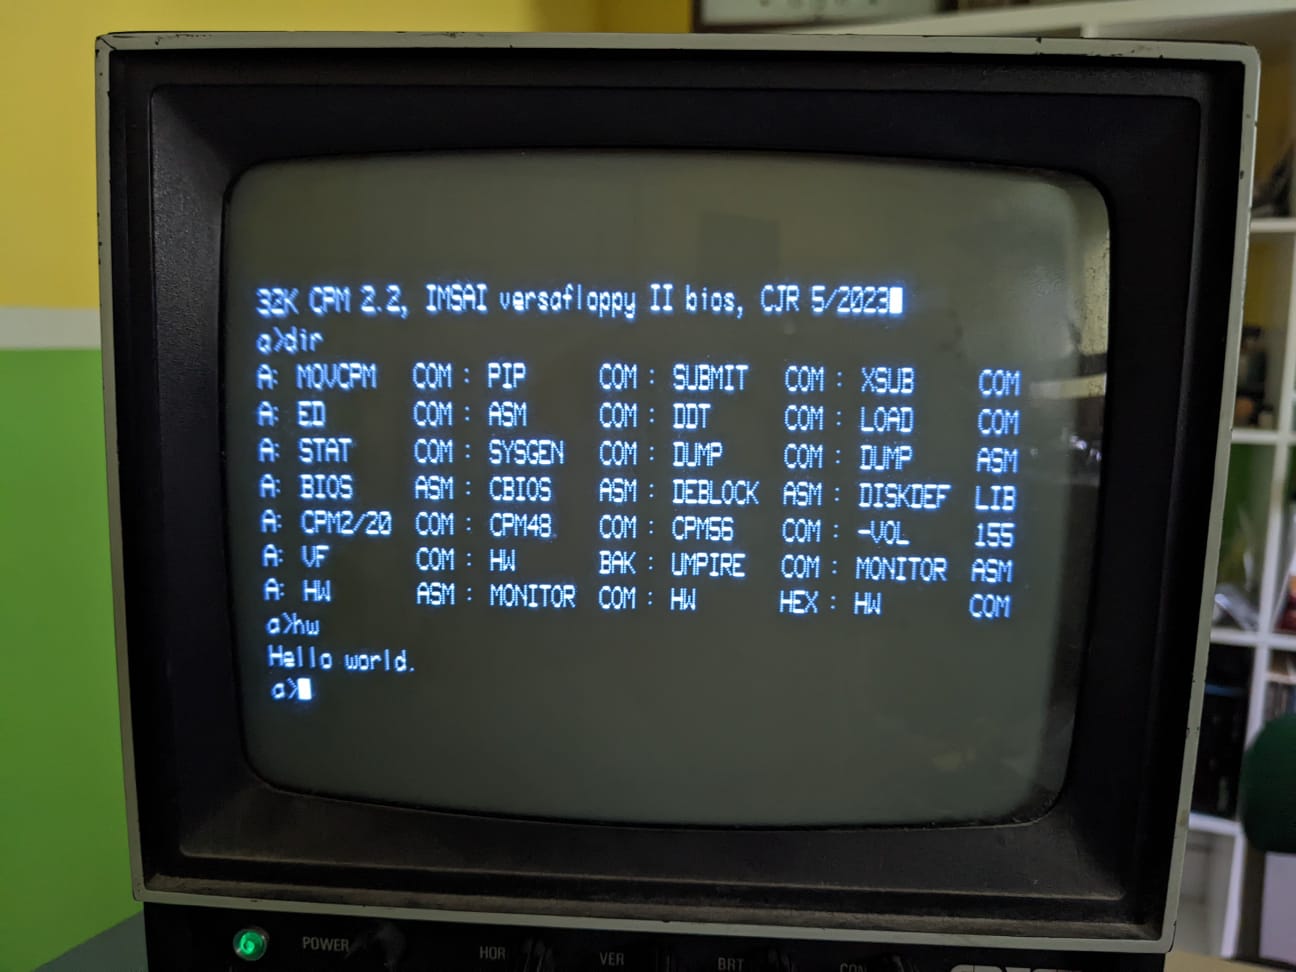 32K CPM 2.2, IMSAI versafloppy II bios, CJR 5/2023
a>dir
A: MOVCPM COM : PIP COM : SUBMIT COM : XSUB COM
A: ED COM : ASM COM : DDT COM : LOAD COM
A: STAT COM : SYSGEN COM : DUMP COM : DUMP ASM
A: BIOS ASM : CBIOS ASM : DEBLOCK ASM : DISKDEF LIB
A: CPM2/20 COM : CPM48 COM : CPM56 COM : -VOL 155
A: VF COM : HW BAK : UMPIRE COM : MONITOR ASM
A: HW ASM : MONITOR COM : HW HEX : HW COM
a>hw
Hello world.
a>
POWER HOR VER BRT CON